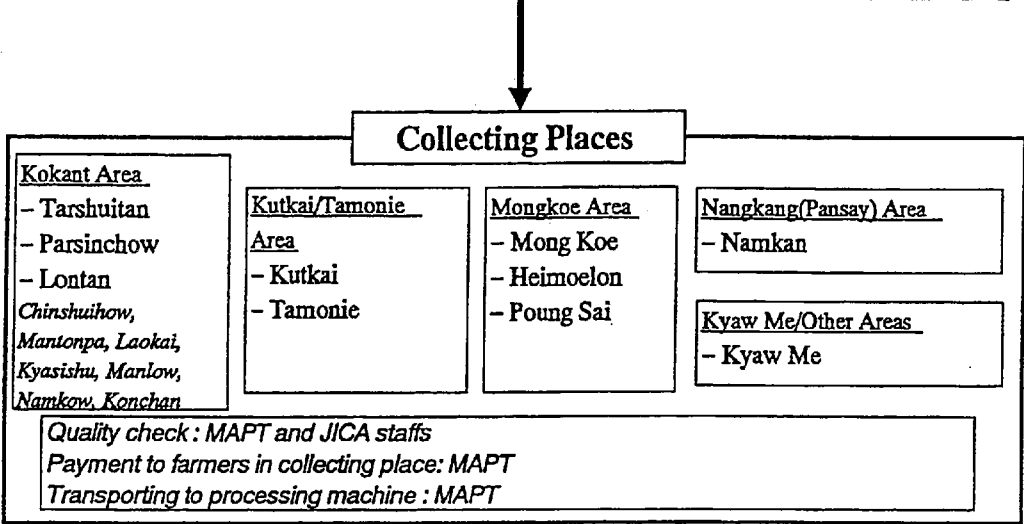 Collecting Places
Kokant Area
– Tarshuitan
– Parsinchow
– Lontan
Chinshuihow,
Mantonpa, Laokai,
Kyasishu, Manlow,
Namkow, Konchan
Kutkai/Tamonie
Area
– Kutkai
– Tamonie
Mongkoe Area
– Mong Koe
– Heimoelon
– Poung Sai
Nangkang(Pansay) Area
– Namkan
Kyaw Me/Other Areas
– Kyaw Me
Quality check : MAPT and JICA staffs
Payment to farmers in collecting place: MAPT
Transporting to processing machine : MAPT